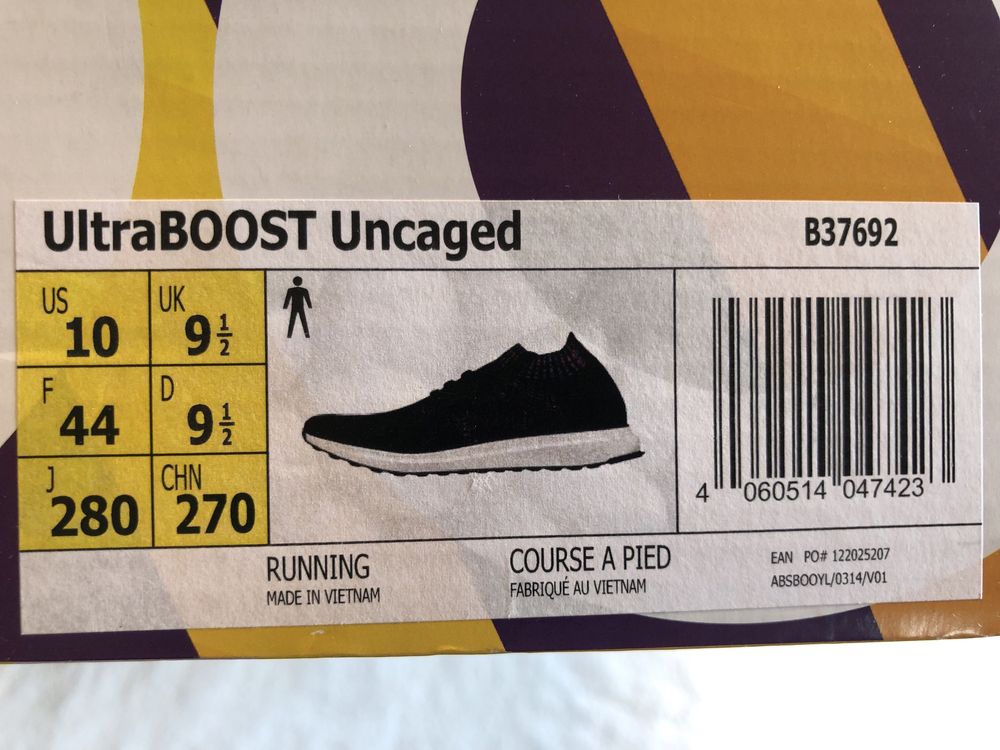 UltraBOOST Uncaged
B37692
US
10
UK
9 1/2
F
44
D
9 1/2
J
280
CHN
270
4 060514 047423
RUNNING
MADE IN VIETNAM
COURSE A PIED
FABRIQUÉ AU VIETNAM
EAN PO# 122025207
ABSBOOYL/0314/V01